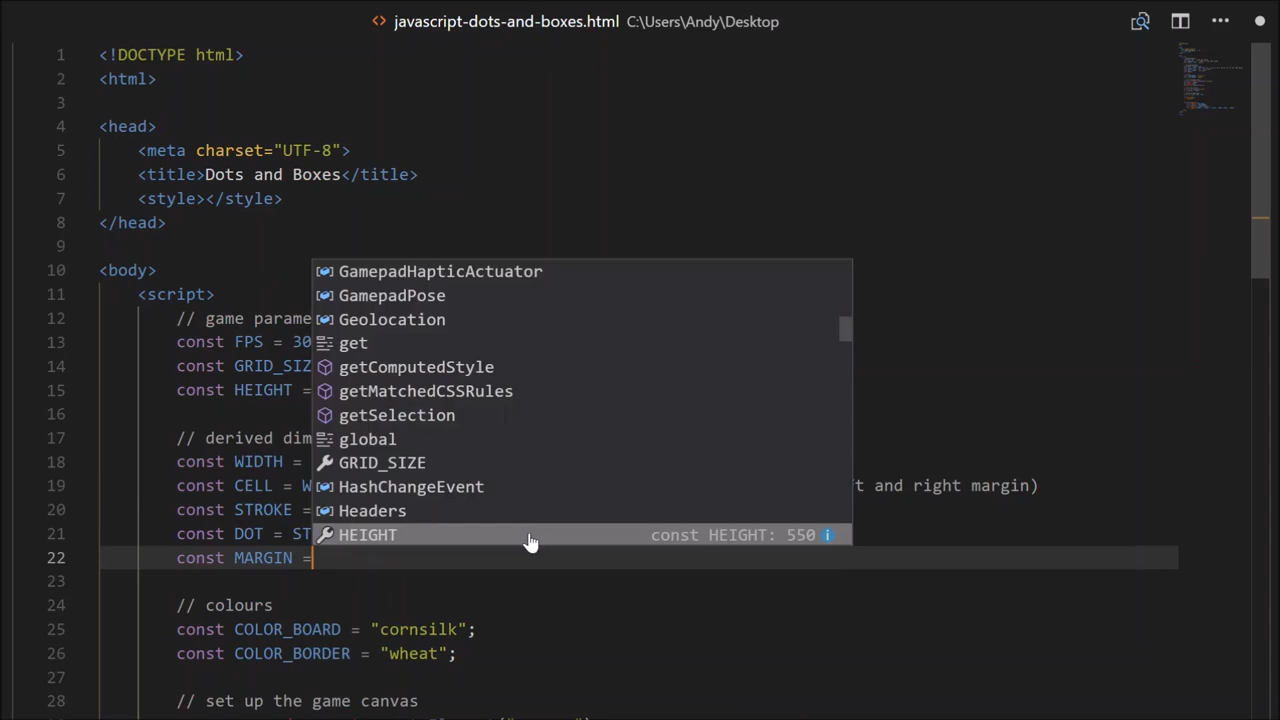 javascript-dots-and-boxes.html C:\Users\Andy\Desktop
1 <!DOCTYPE html>
2 <html>
3
4 <head>
5 <meta charset="UTF-8">
6 <title>Dots and Boxes</title>
7 <style></style>
8 </head>
9
10 <body>
11 <script>
12 // game parame
13 const FPS = 30
14 const GRID_SIZ
15 const HEIGHT =
16
17 // derived dim
18 const WIDTH =
19 const CELL = W ft and right margin)
20 const STROKE =
21 const DOT = ST
22 const MARGIN =
23
24 // colours
25 const COLOR_BOARD = "cornsilk";
26 const COLOR_BORDER = "wheat";
27
28 // set up the game canvas
GamepadHapticActuator
GamepadPose
Geolocation
get
getComputedStyle
getMatchedCSSRules
getSelection
global
GRID_SIZE
HashChangeEvent
Headers
HEIGHT const HEIGHT: 550